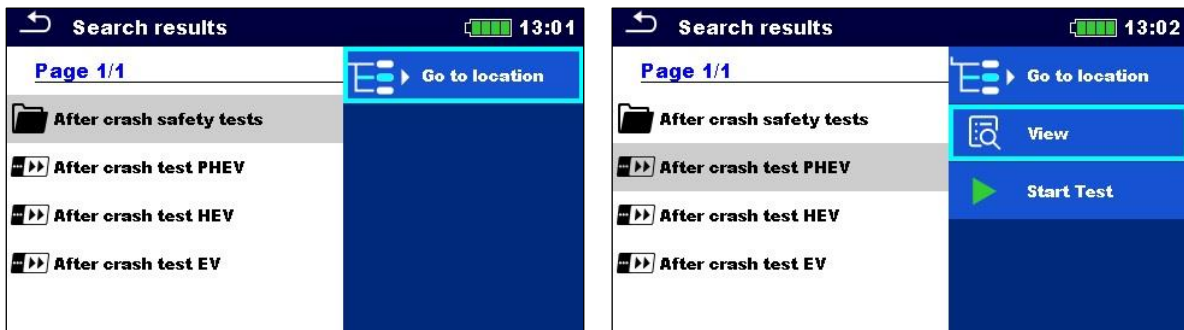 Search results
13:01
Page 1/1
Go to location
After crash safety tests
After crash test PHEV
After crash test HEV
After crash test EV
Search results
13:02
Page 1/1
Go to location
After crash safety tests
View
After crash test PHEV
Start Test
After crash test HEV
After crash test EV